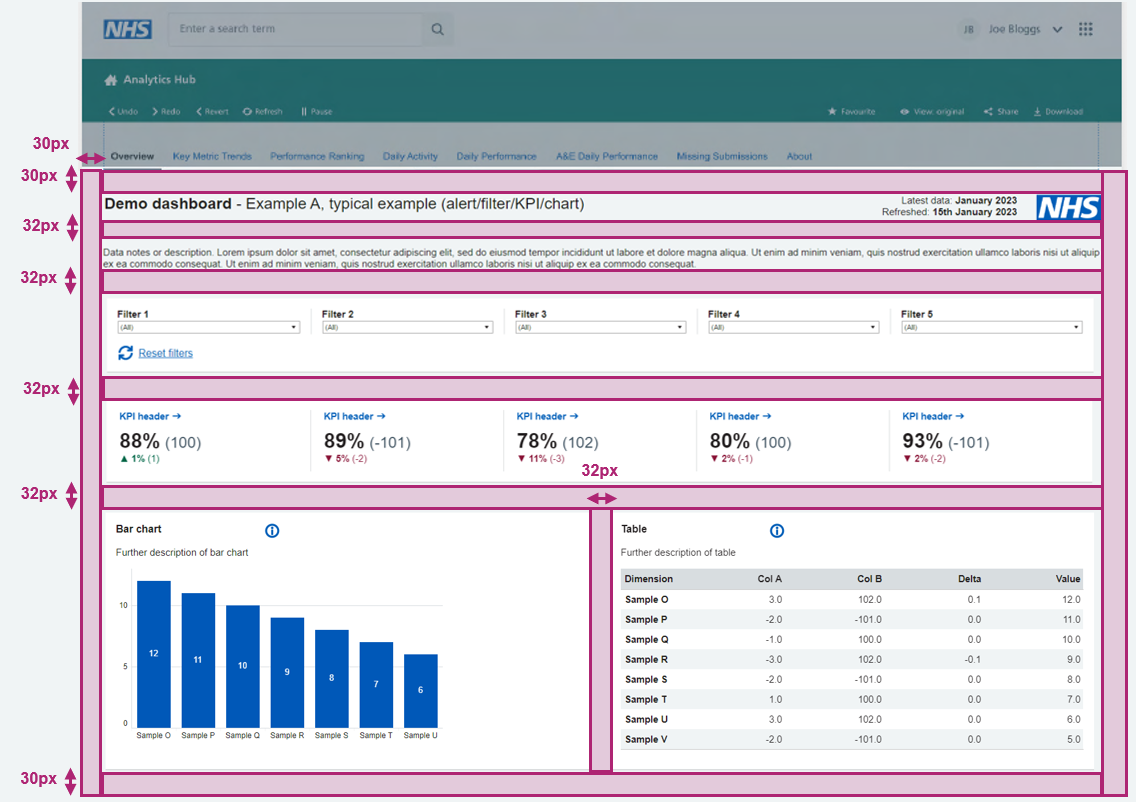 NHS Enter a search term JB Joe Bloggs
Analytics Hub
Undo Redo Revert Refresh Pause Favourite View: original Share Download
30px
Overview Key Metric Trends Performance Ranking Daily Activity Daily Performance A&E Daily Performance Missing Submissions About
30px
Demo dashboard - Example A, typical example (alert/filter/KPI/chart)
Latest data: January 2023
Refreshed: 15th January 2023
NHS
32px
Data notes or description. Lorem ipsum dolor sit amet, consectetur adipiscing elit, sed do eiusmod tempor incididunt ut labore et dolore magna aliqua. Ut enim ad minim veniam, quis nostrud exercitation ullamco laboris nisi ut aliquip
ex ea commodo consequat. Ut enim ad minim veniam, quis nostrud exercitation ullamco laboris nisi ut aliquip ex ea commodo consequat.
32px
Filter 1 Filter 2 Filter 3 Filter 4 Filter 5
(All) (All) (All) (All) (All)
Reset filters
32px
KPI header → KPI header → KPI header → KPI header → KPI header →
88% (100) 89% (-101) 78% (102) 80% (100) 93% (-101)
▲ 1% (1) ▼ 5% (-2) ▼ 11% (-3) ▼ 2% (-1) ▼ 2% (-2)
32px
32px
Bar chart
Further description of bar chart
10
5
0
12 11 10 9 8 7 6
Sample O Sample P Sample Q Sample R Sample S Sample T Sample U
Table
Further description of table
Dimension Col A Col B Delta Value
Sample O 3.0 102.0 0.1 12.0
Sample P -2.0 -101.0 0.0 11.0
Sample Q -1.0 100.0 0.0 10.0
Sample R -3.0 102.0 -0.1 9.0
Sample S -2.0 -101.0 0.0 8.0
Sample T 1.0 100.0 0.0 7.0
Sample U 3.0 102.0 0.0 6.0
Sample V -2.0 -101.0 0.0 5.0
30px